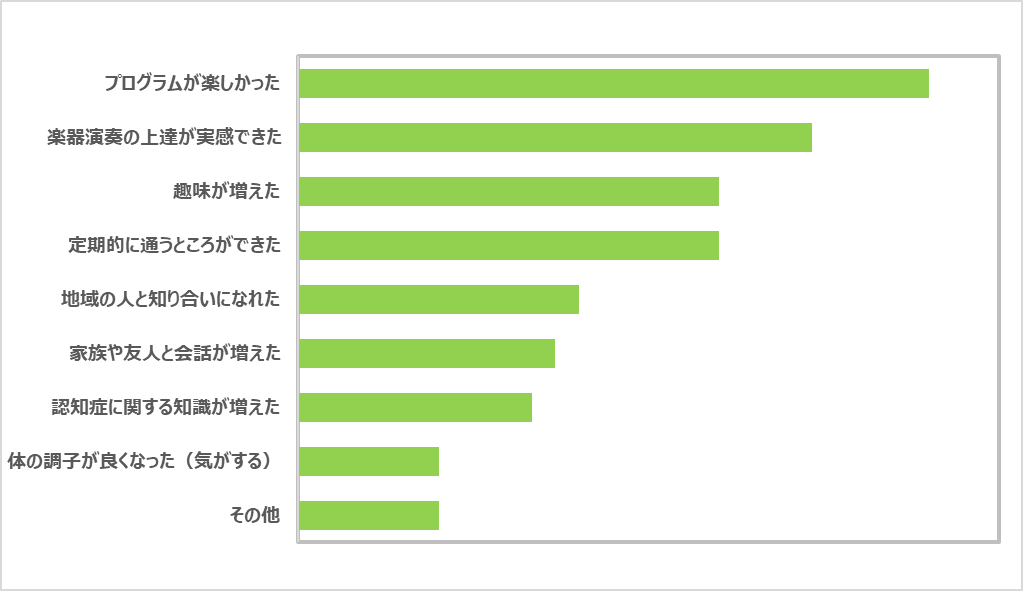 プログラムが楽しかった
楽器演奏の上達が実感できた
趣味が増えた
定期的に通うところができた
地域の人と知り合いになれた
家族や友人と会話が増えた
認知症に関する知識が増えた
体の調子が良くなった（気がする）
その他